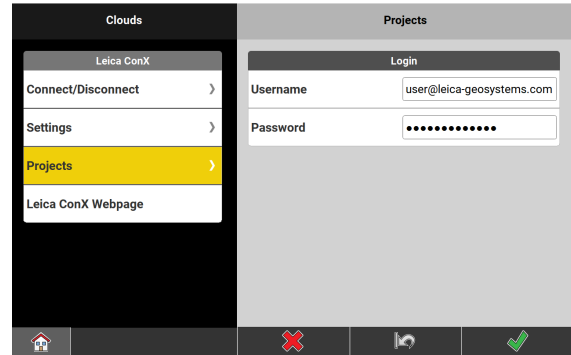 Clouds
Projects
Leica ConX
Connect/Disconnect
Settings
Projects
Leica ConX Webpage
Login
Username
user@leica-geosystems.com
Password
●●●●●●●●●●●●●